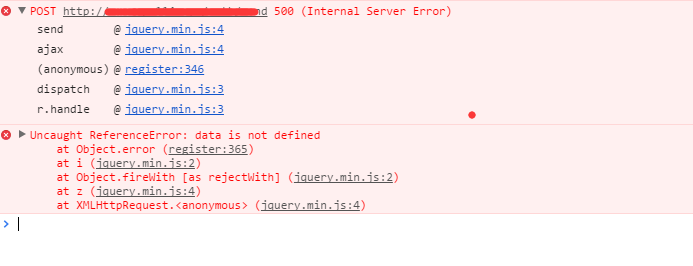 POST http:// 500 (Internal Server Error)
send @ jquery.min.js:4
ajax @ jquery.min.js:4
(anonymous) @ register:346
dispatch @ jquery.min.js:3
r.handle @ jquery.min.js:3
Uncaught ReferenceError: data is not defined
at Object.error (register:365)
at i (jquery.min.js:2)
at Object.fireWith [as rejectWith] (jquery.min.js:2)
at z (jquery.min.js:4)
at XMLHttpRequest.<anonymous> (jquery.min.js:4)